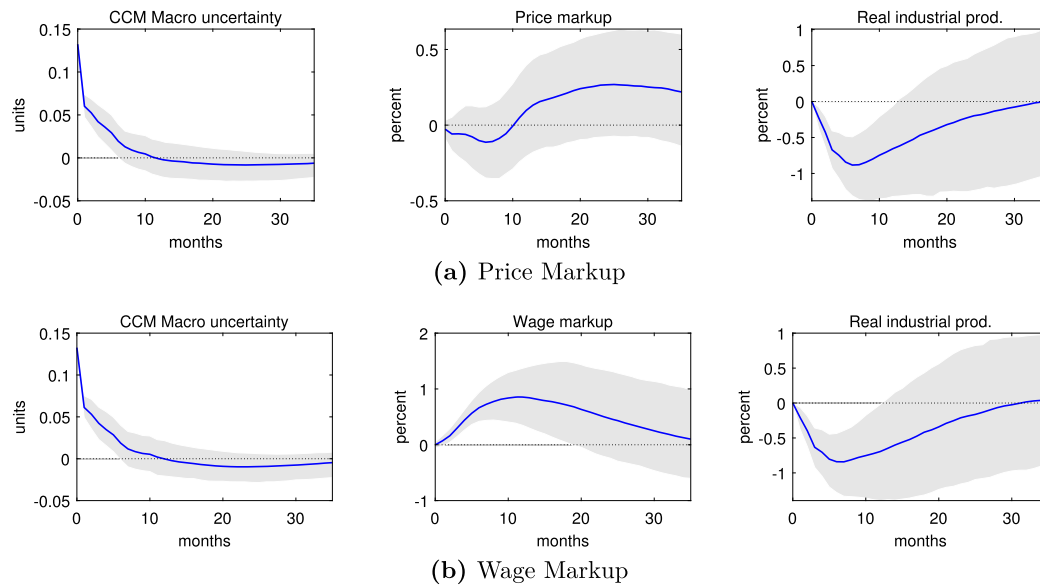 CCM Macro uncertainty Price markup Real industrial prod.
0.15 0.1 0.05 0 -0.05
units
0 10 20 30
months
0.5 0 -0.5
percent
0 10 20 30
months
1 0.5 0 -0.5 -1
percent
0 10 20 30
months
(a) Price Markup
CCM Macro uncertainty Wage markup Real industrial prod.
0.15 0.1 0.05 0 -0.05
units
0 10 20 30
months
2 1 0 -1
percent
0 10 20 30
months
1 0.5 0 -0.5 -1
percent
0 10 20 30
months
(b) Wage Markup